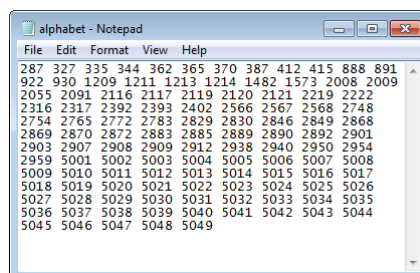 alphabet - Notepad
File Edit Format View Help
287 327 335 344 362 365 370 387 412 415 888 891
922 930 1209 1211 1213 1214 1482 1573 2008 2009
2055 2091 2116 2117 2119 2120 2121 2219 2222
2316 2317 2392 2393 2402 2566 2567 2568 2748
2754 2765 2772 2783 2829 2830 2846 2849 2868
2869 2870 2872 2883 2885 2889 2890 2892 2901
2903 2907 2908 2909 2912 2938 2940 2950 2954
2959 5001 5002 5003 5004 5005 5006 5007 5008
5009 5010 5011 5012 5013 5014 5015 5016 5017
5018 5019 5020 5021 5022 5023 5024 5025 5026
5027 5028 5029 5030 5031 5032 5033 5034 5035
5036 5037 5038 5039 5040 5041 5042 5043 5044
5045 5046 5047 5048 5049